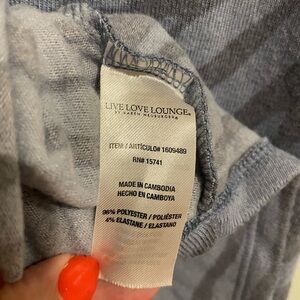 LIVE LOVE LOUNGE®
BY KAREN NEUBURGER®
ITEM / ARTÍCULO# 1609489
RN# 15741
MADE IN CAMBODIA
HECHO EN CAMBOYA
96% POLYESTER / POLIÉSTER
4% ELASTANE / ELASTANO